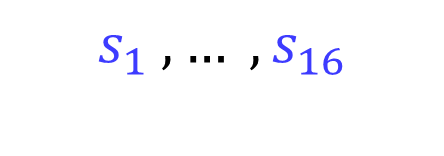 s₁ , … , s₁₆